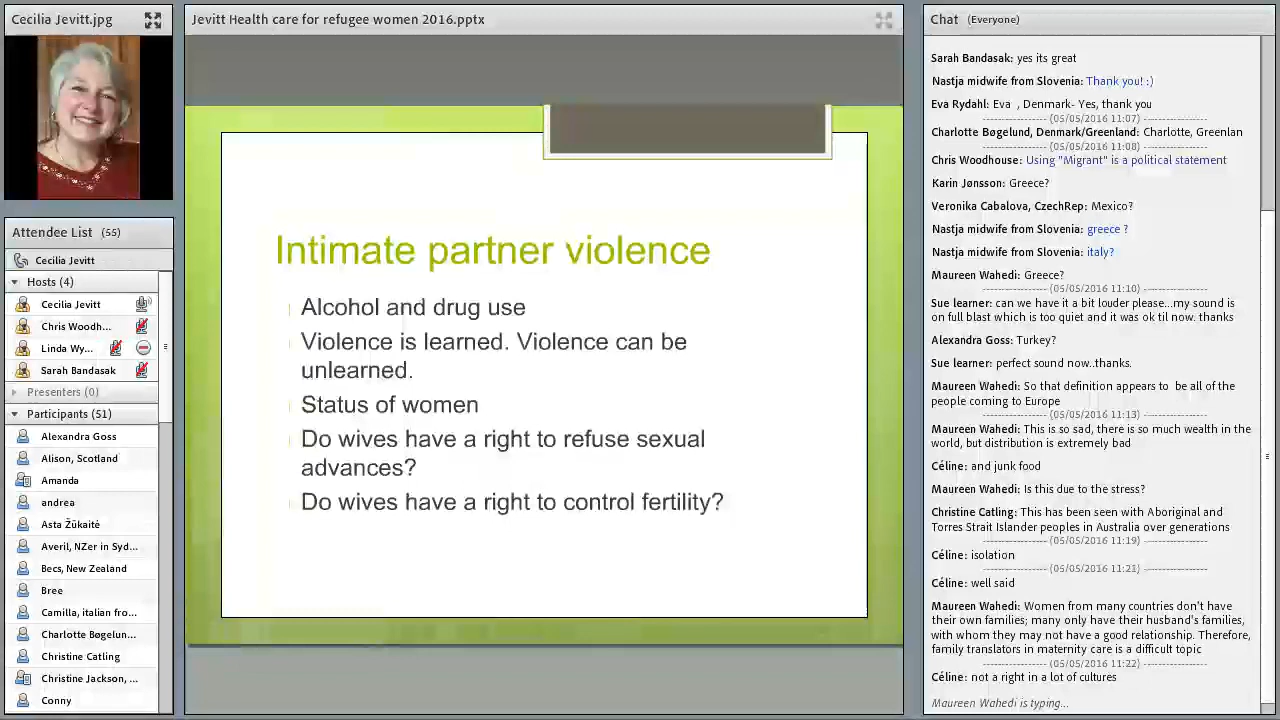 Cecilia Jevitt.jpg
Attendee List (55)
Cecilia Jevitt
Hosts (4)
Cecilia Jevitt
Chris Woodh...
Linda Wy...
Sarah Bandasak
Presenters (0)
Participants (51)
Alexandra Goss
Alison, Scotland
Amanda
andrea
Asta Žūkaitė
Averil, NZer in Syd...
Becs, New Zealand
Bree
Camilla, italian fro...
Charlotte Bøgelun...
Christine Catling
Christine Jackson, ...
Conny
Jevitt Health care for refugee women 2016.pptx
Intimate partner violence
Alcohol and drug use
Violence is learned. Violence can be
unlearned.
Status of women
Do wives have a right to refuse sexual
advances?
Do wives have a right to control fertility?
Chat (Everyone)
Sarah Bandasak: yes its great
Nastja midwife from Slovenia: Thank you! :)
Eva Rydahl: Eva , Denmark- Yes, thank you
------------------ (05/05/2016 11:07) ------------------
Charlotte Bøgelund, Denmark/Greenland: Charlotte, Greenlan
------------------ (05/05/2016 11:08) ------------------
Chris Woodhouse: Using "Migrant" is a political statement
Karin Jønsson: Greece?
Veronika Cabalova, CzechRep: Mexico?
Nastja midwife from Slovenia: greece ?
Nastja midwife from Slovenia: italy?
Maureen Wahedi: Greece?
------------------ (05/05/2016 11:10) ------------------
Sue learner: can we have it a bit louder please...my sound is
on full blast which is too quiet and it was ok til now. thanks
Alexandra Goss: Turkey?
Sue learner: perfect sound now..thanks.
Maureen Wahedi: So that definition appears to be all of the
people coming to Europe
------------------ (05/05/2016 11:13) ------------------
Maureen Wahedi: This is so sad, there is so much wealth in the
world, but distribution is extremely bad
Céline: and junk food
Maureen Wahedi: Is this due to the stress?
Christine Catling: This has been seen with Aboriginal and
Torres Strait Islander peoples in Australia over generations
------------------ (05/05/2016 11:19) ------------------
Céline: isolation
------------------ (05/05/2016 11:21) ------------------
Céline: well said
Maureen Wahedi: Women from many countries don't have
their own families; many only have their husband's families,
with whom they may not have a good relationship. Therefore,
family translators in maternity care is a difficult topic
------------------ (05/05/2016 11:22) ------------------
Céline: not a right in a lot of cultures
Maureen Wahedi is typing...